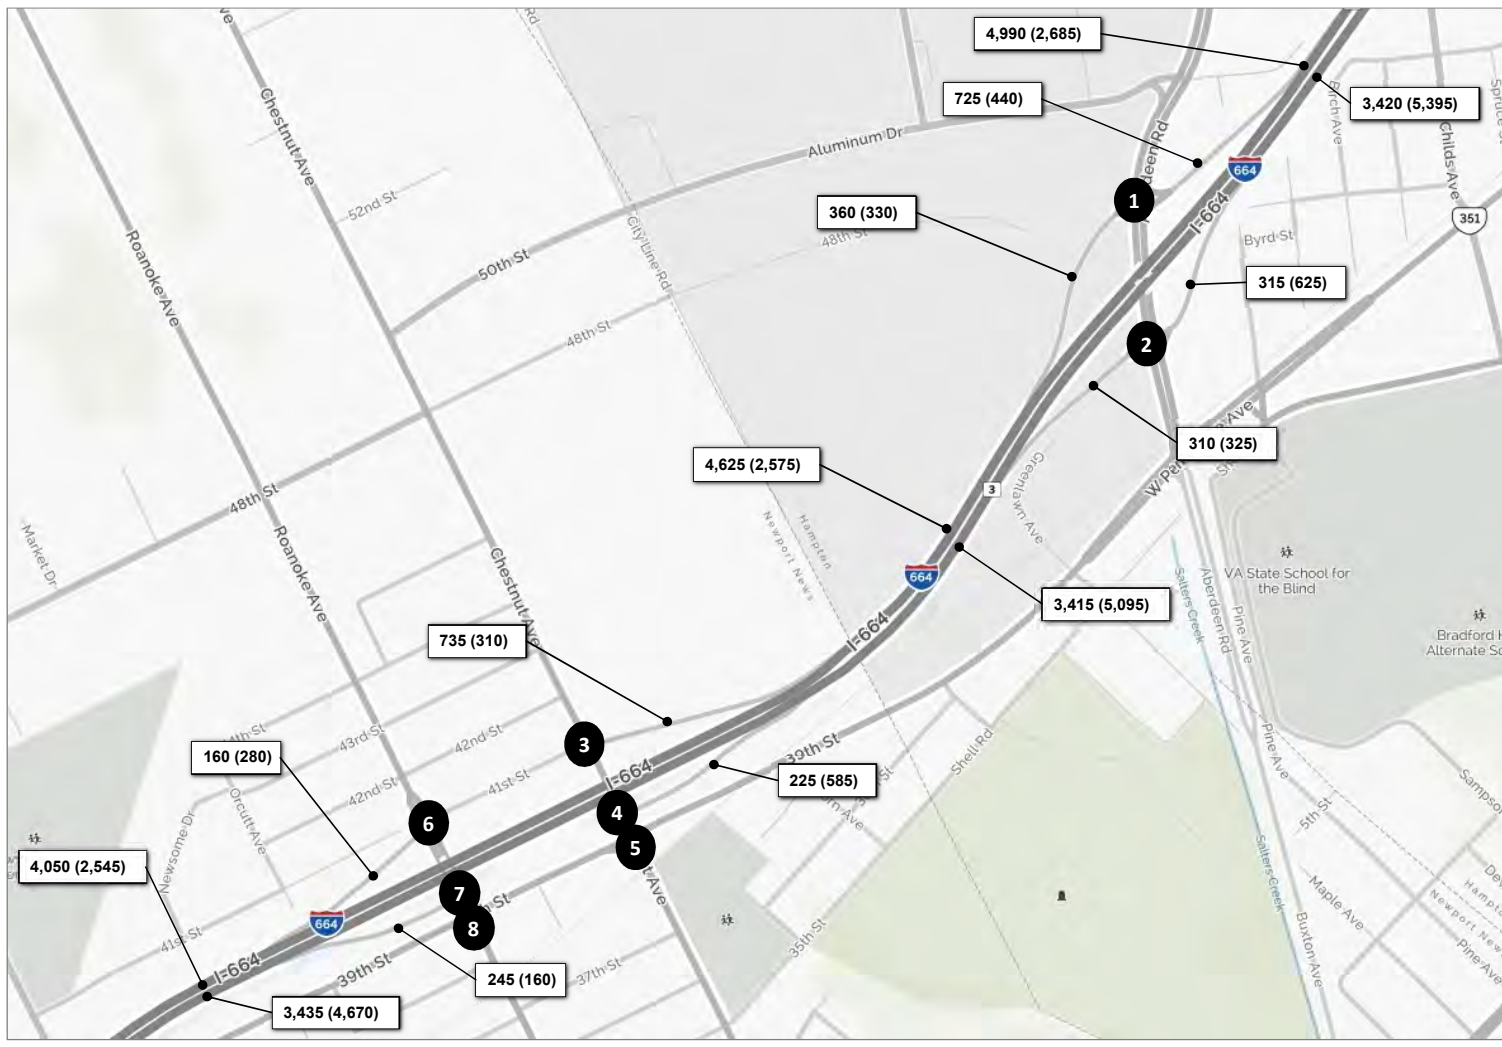 4,990 (2,685)
725 (440)
3,420 (5,395)
360 (330)
315 (625)
310 (325)
4,625 (2,575)
3,415 (5,095)
735 (310)
225 (585)
160 (280)
4,050 (2,545)
245 (160)
3,435 (4,670)
1
2
3
4
5
6
7
8
Rd
Chestnut Ave
Roanoke Ave
52nd St
50th St
Aluminum Dr
48th St
48th St
48th St
City Line Rd
deen Rd
Birch Ave
Childs Ave
351
664
I-664
Byrd St
3
Greenlawn Ave
Hampton
Newport News
664
I-664
VA State School for
the Blind
Salters Creek
Aberdeen Rd
Pine Ave
Market Dr
Roanoke Ave
Chestnut Ave
43rd St
42nd St
42nd St
41st St
41st St
Orcutt Ave
Newsome Dr
I-664
39th St
Shell Rd
Pine Ave
5th St
Salters Creek
Maple Ave
Buxton Ave
Pine Ave
35th St
37th St
39th St
664
I-664